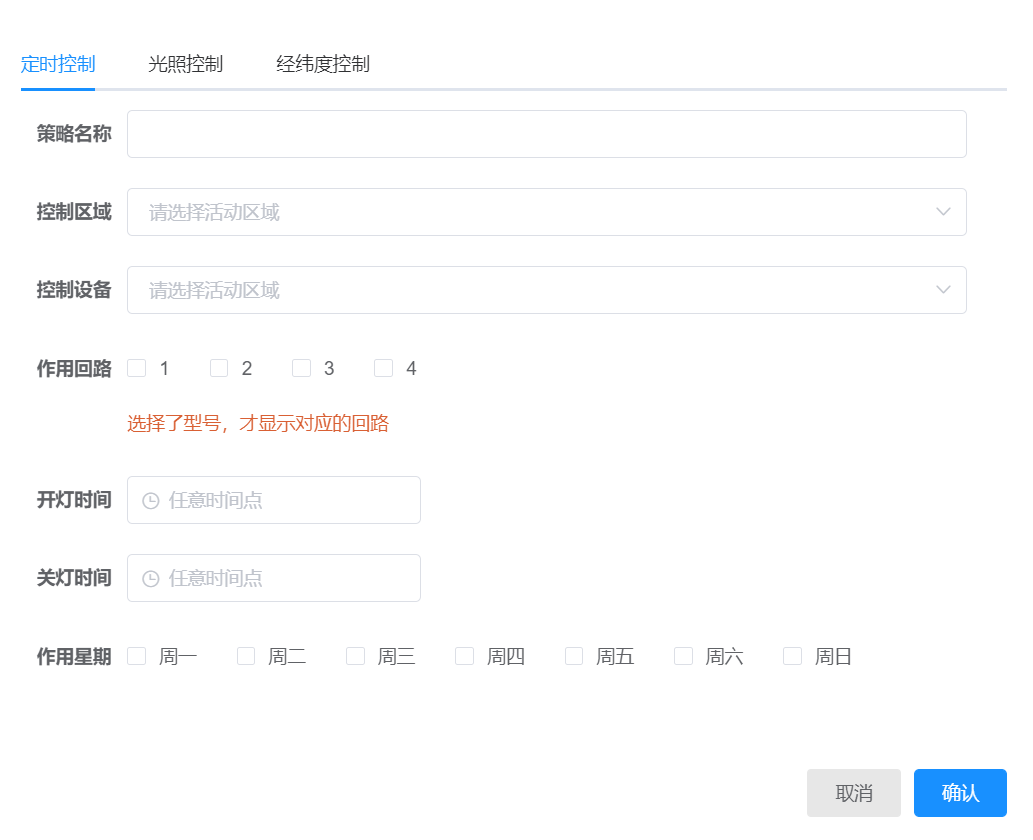 定时控制 光照控制 经纬度控制
策略名称
控制区域 请选择活动区域
控制设备 请选择活动区域
作用回路 1 2 3 4
选择了型号，才显示对应的回路
开灯时间 任意时间点
关灯时间 任意时间点
作用星期 周一 周二 周三 周四 周五 周六 周日
取消 确认